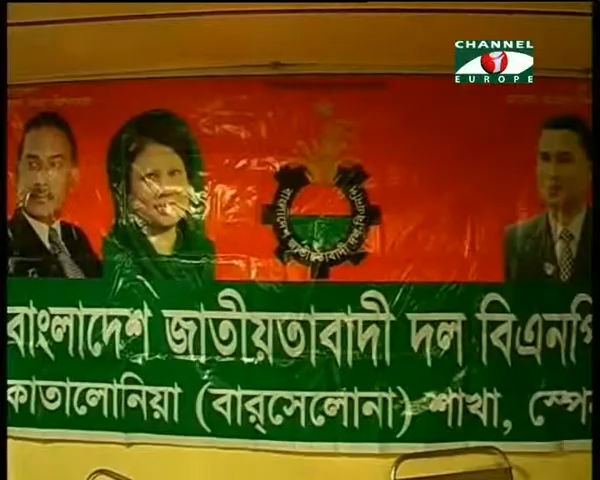 CHANNEL
i
EUROPE
বাংলাদেশ জাতীয়তাবাদী দল বিএনপি
কাতালোনিয়া (বার্সেলোনা) শাখা, স্পে